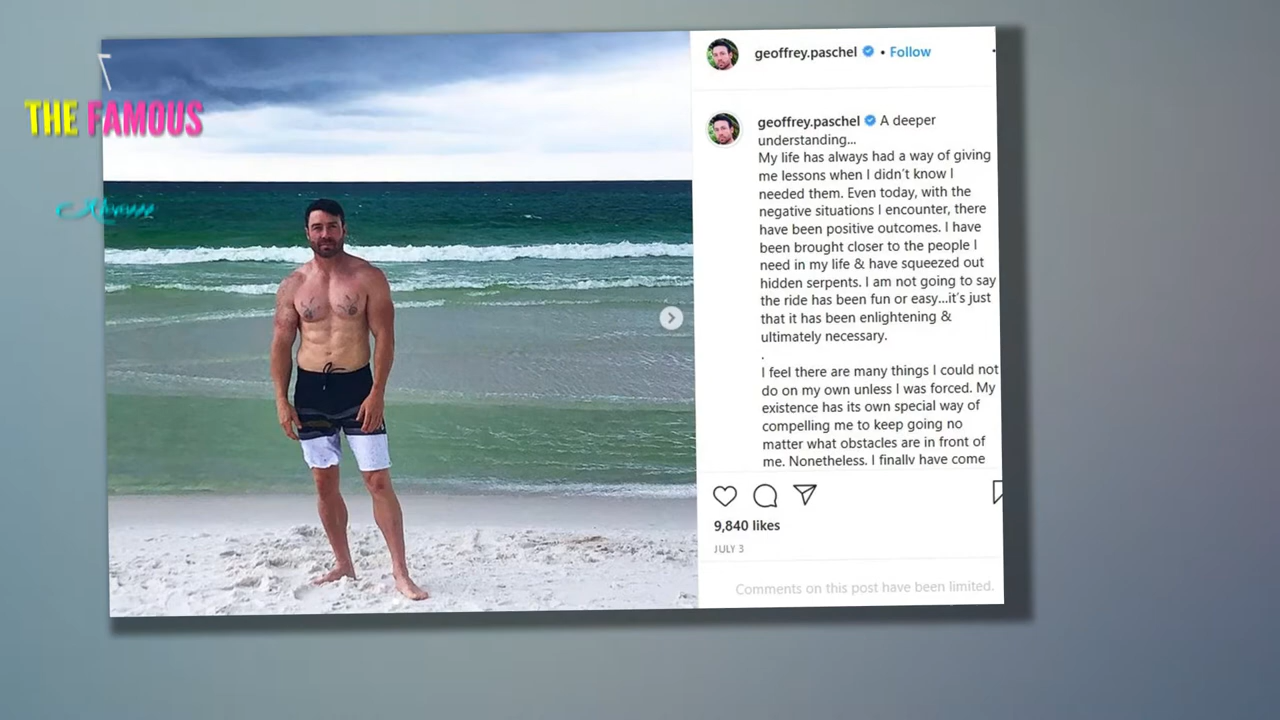 THE FAMOUS
geoffrey.paschel • Follow
geoffrey.paschel A deeper
understanding...
My life has always had a way of giving
me lessons when I didn't know I
needed them. Even today, with the
negative situations I encounter, there
have been positive outcomes. I have
been brought closer to the people I
need in my life & have squeezed out
hidden serpents. I am not going to say
the ride has been fun or easy...it's just
that it has been enlightening &
ultimately necessary.
.
I feel there are many things I could not
do on my own unless I was forced. My
existence has its own special way of
compelling me to keep going no
matter what obstacles are in front of
me. Nonetheless, I finally have come
9,840 likes
JULY 3
Comments on this post have been limited.